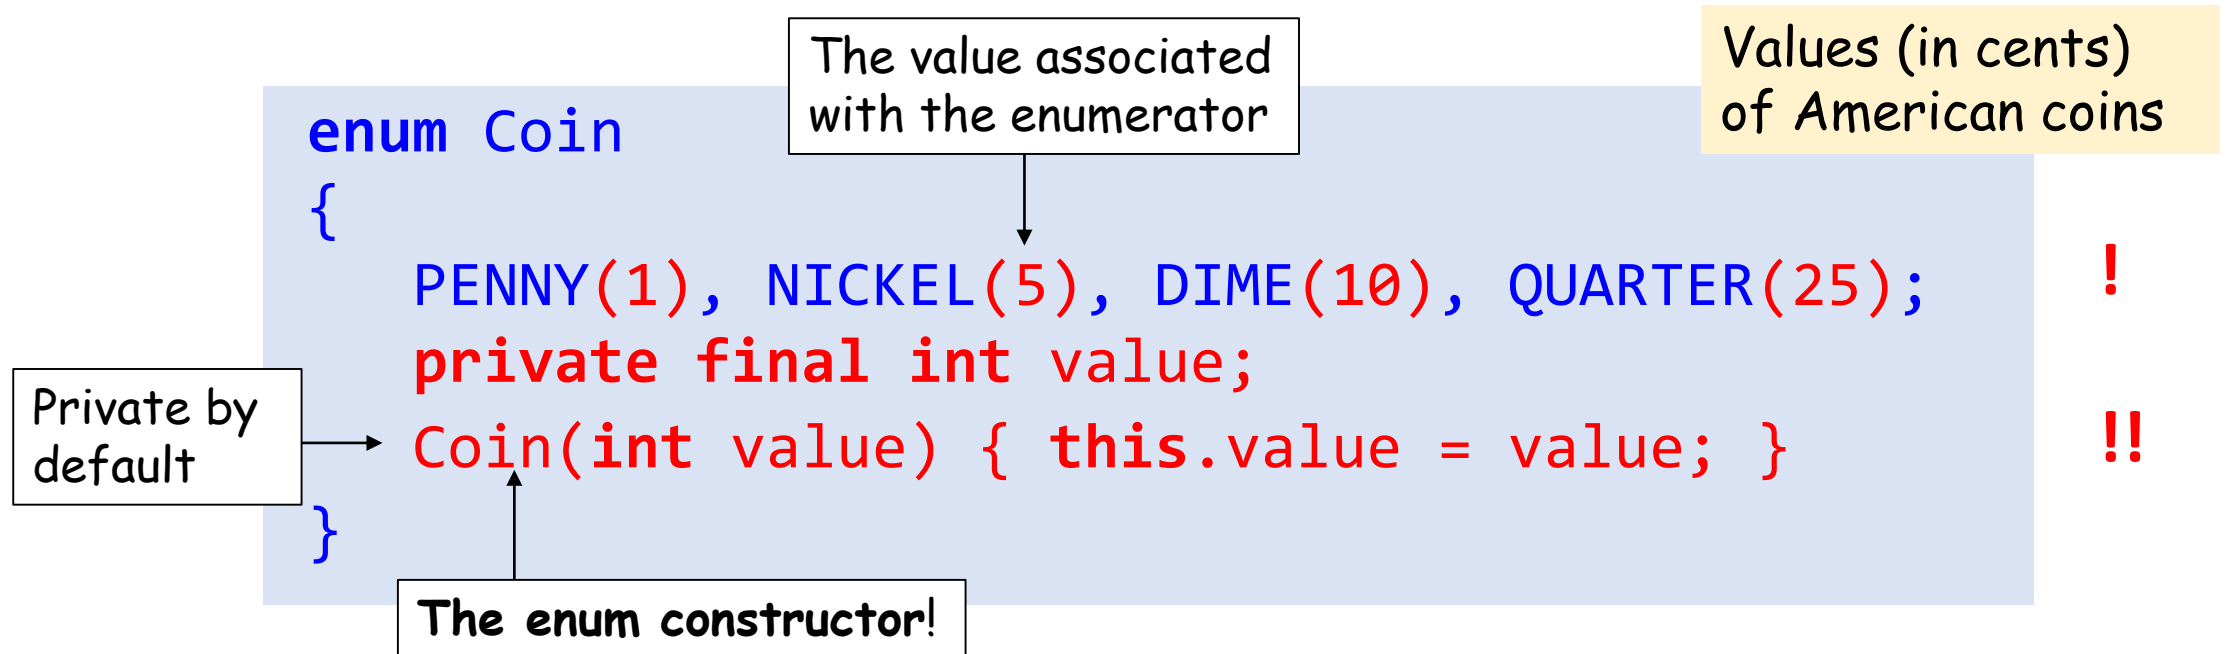 The value associated
with the enumerator
Values (in cents)
of American coins
enum Coin
{
PENNY(1), NICKEL(5), DIME(10), QUARTER(25);
!
private final int value;
Private by
default
Coin(int value) { this.value = value; }
!!
}
The enum constructor!